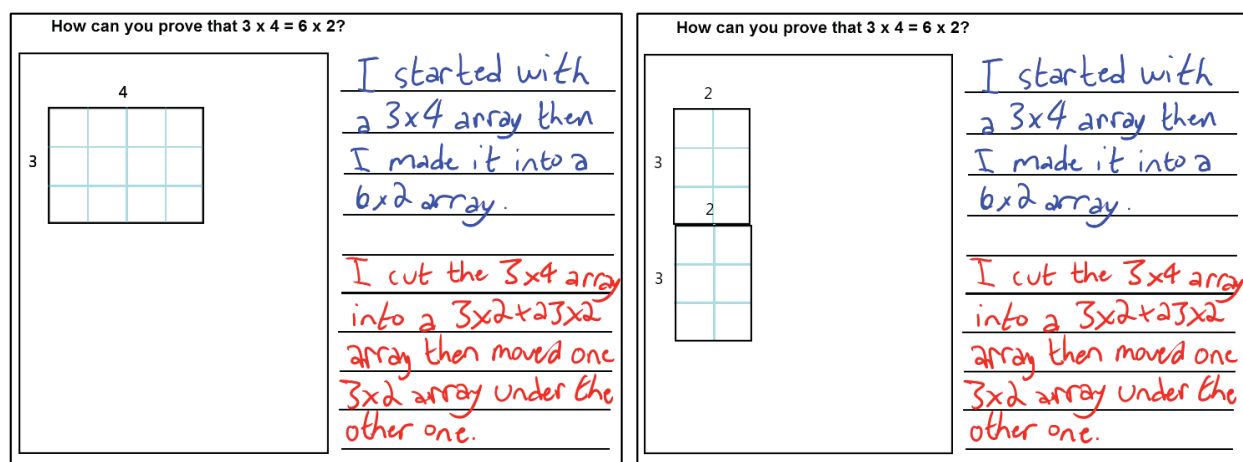 How can you prove that 3 x 4 = 6 x 2?
4
3
I started with
a 3x4 array then
I made it into a
6x2 array.
I cut the 3x4 array
into a 3x2+a3x2
array then moved one
3x2 array under the
other one.
How can you prove that 3 x 4 = 6 x 2?
2
3
2
3
I started with
a 3x4 array then
I made it into a
6x2 array.
I cut the 3x4 array
into a 3x2+a3x2
array then moved one
3x2 array under the
other one.